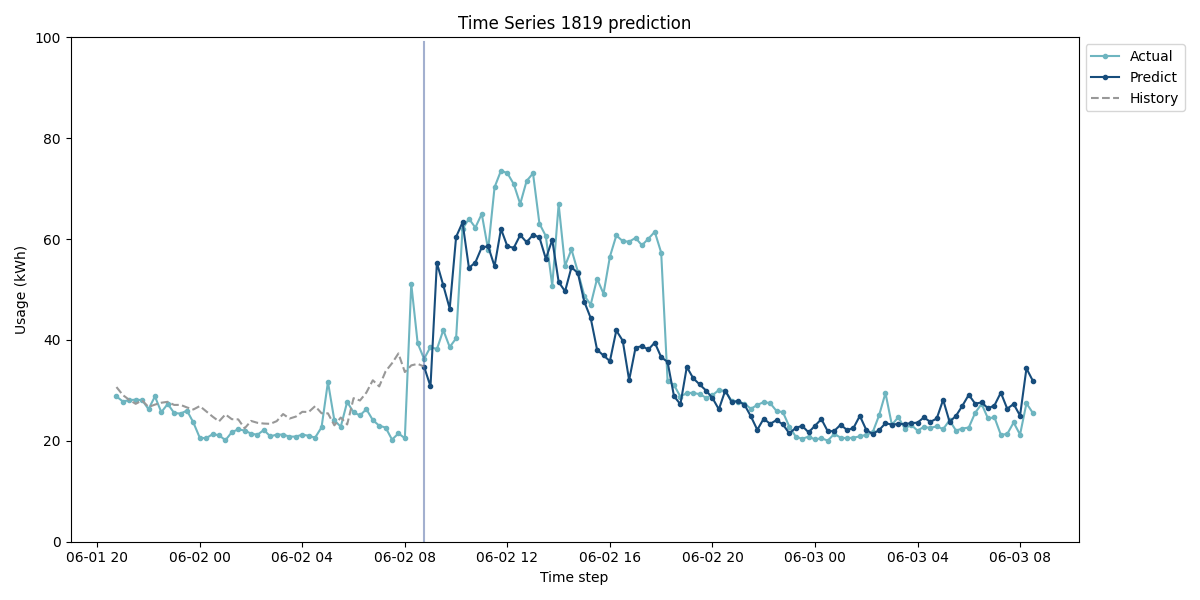 Time Series 1819 prediction
Usage (kWh)
100
80
60
40
20
0
06-01 20
06-02 00
06-02 04
06-02 08
06-02 12
06-02 16
06-02 20
06-03 00
06-03 04
06-03 08
Time step
Actual
Predict
History